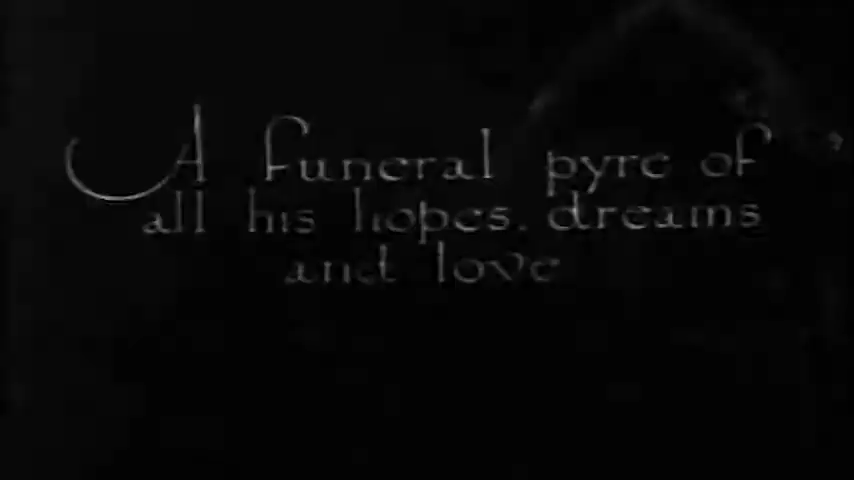 A funeral pyre of
all his hopes, dreams
and love